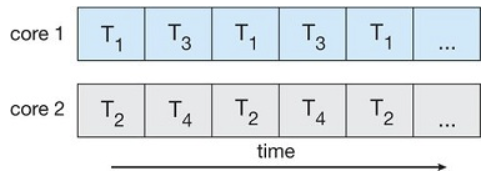 core 1 T₁ T₃ T₁ T₃ T₁ ...
core 2 T₂ T₄ T₂ T₄ T₂ ...
time